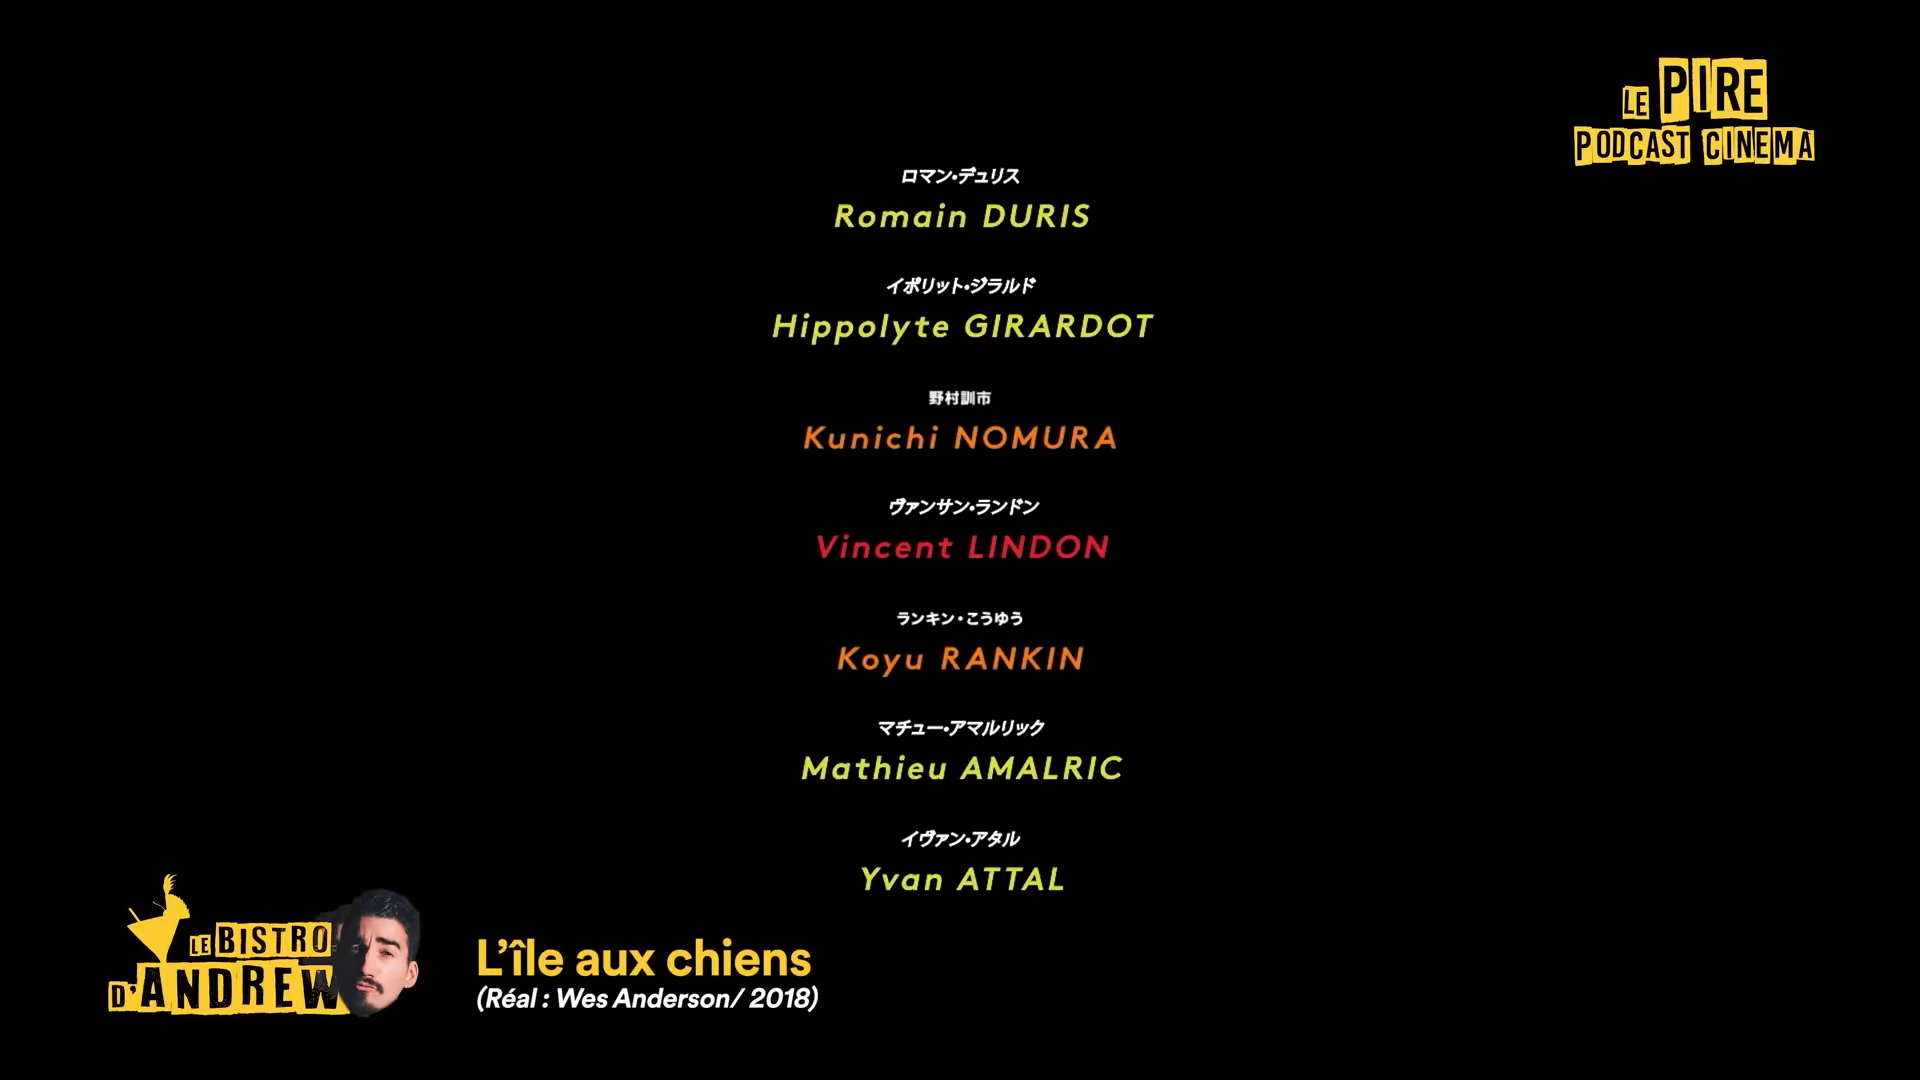 LE PIRE
PODCAST CINEMA
ロマン・デュリス
Romain DURIS
イポリット・ジラルド
Hippolyte GIRARDOT
野村訓市
Kunichi NOMURA
ヴァンサン・ランドン
Vincent LINDON
ランキン・こうゆう
Koyu RANKIN
マチュー・アマルリック
Mathieu AMALRIC
イヴァン・アタル
Yvan ATTAL
LE BISTRO
D'ANDREW
L'île aux chiens
(Réal : Wes Anderson/ 2018)